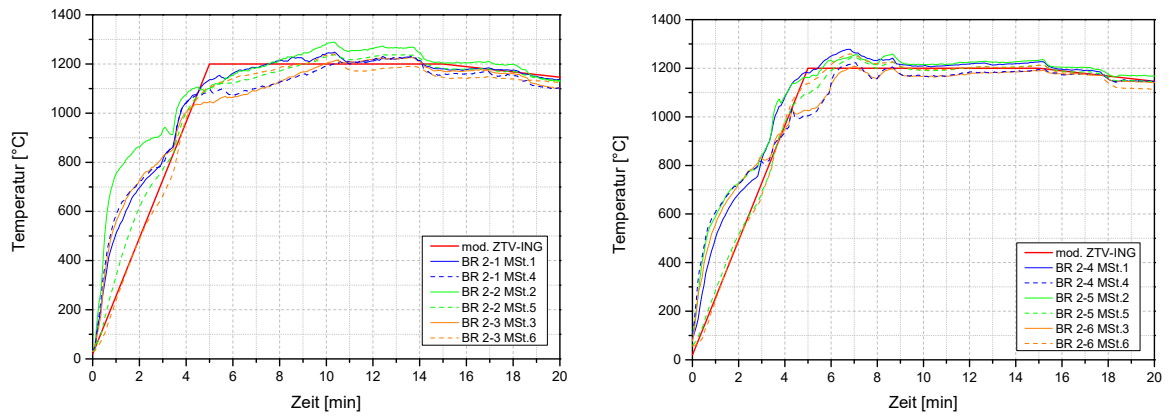 Temperatur [°C]
1400
1200
1000
800
600
400
200
0
0 2 4 6 8 10 12 14 16 18 20
Zeit [min]
mod. ZTV-ING
BR 2-1 MSt.1
BR 2-1 MSt.4
BR 2-2 MSt.2
BR 2-2 MSt.5
BR 2-3 MSt.3
BR 2-3 MSt.6
Temperatur [°C]
1400
1200
1000
800
600
400
200
0
0 2 4 6 8 10 12 14 16 18 20
Zeit [min]
mod. ZTV-ING
BR 2-4 MSt.1
BR 2-4 MSt.4
BR 2-5 MSt.2
BR 2-5 MSt.5
BR 2-6 MSt.3
BR 2-6 MSt.6